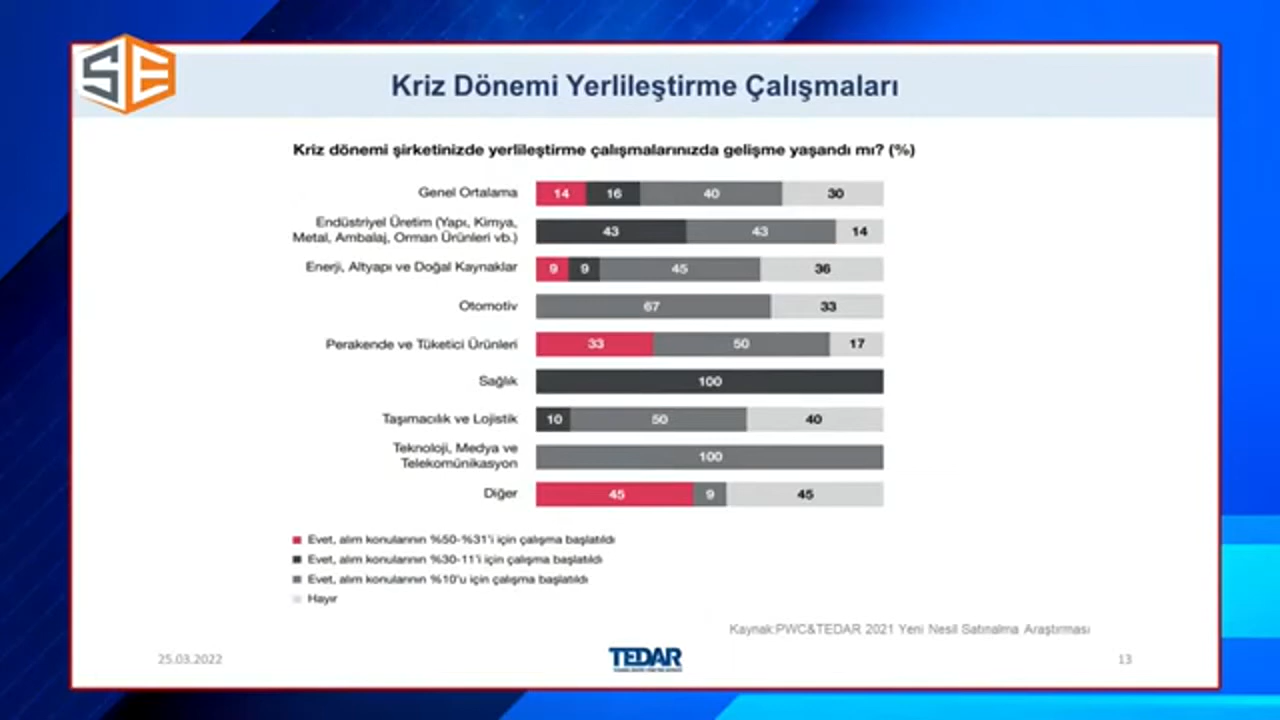 SE
Kriz Dönemi Yerlileştirme Çalışmaları
Kriz dönemi şirketinizde yerlileştirme çalışmalarınızda gelişme yaşandı mı? (%)
Genel Ortalama 14 16 40 30
Endüstriyel Üretim (Yapı, Kimya,
Metal, Ambalaj, Orman Ürünleri vb.) 43 43 14
Enerji, Altyapı ve Doğal Kaynaklar 9 9 45 36
Otomotiv 67 33
Perakende ve Tüketici Ürünleri 33 50 17
Sağlık 100
Taşımacılık ve Lojistik 10 50 40
Teknoloji, Medya ve
Telekomünikasyon 100
Diğer 45 9 45
Evet, alım konularının %50-%31'i için çalışma başlatıldı
Evet, alım konularının %30-11'i için çalışma başlatıldı
Evet, alım konularının %10'u için çalışma başlatıldı
Hayır
Kaynak:PWC&TEDAR 2021 Yeni Nesil Satınalma Araştırması
25.03.2022 TEDAR 13